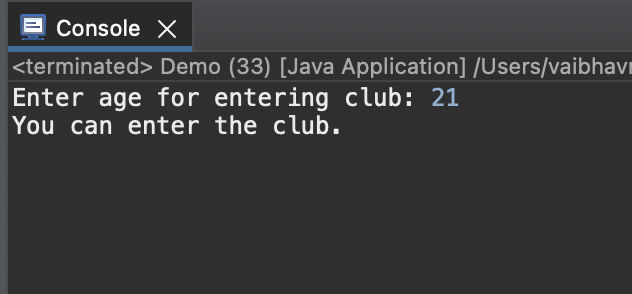 Console
<terminated> Demo (33) [Java Application] /Users/vaibhav
Enter age for entering club: 21
You can enter the club.